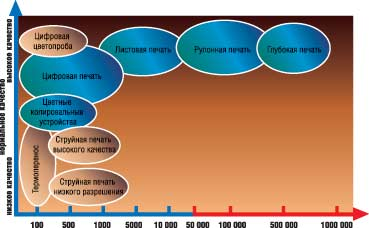 высокое качество
нормальное качество
низкое качество
Цифровая
цветопроба
Листовая печать
Рулонная печать
Глубокая печать
Цифровая печать
Цветные
копировальные
устройства
Термоперенос
Струйная печать
высокого качества
Струйная печать
низкого разрешения
100
500
1000
5000
10 000
50 000
100 000
500 000
1000 000